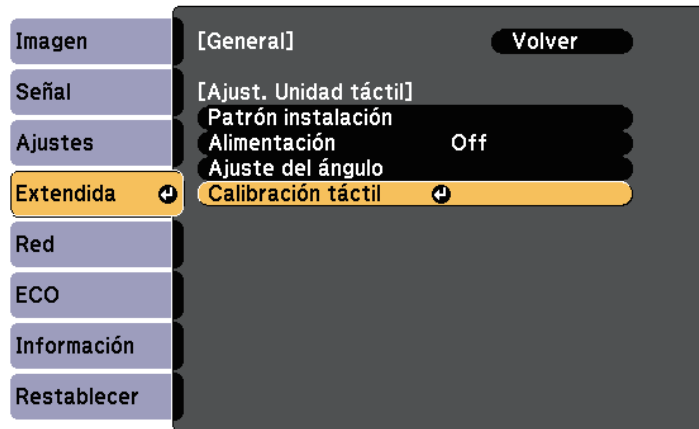 Imagen
Señal
Ajustes
Extendida
Red
ECO
Información
Restablecer
[General] Volver
[Ajust. Unidad táctil]
Patrón instalación
Alimentación Off
Ajuste del ángulo
Calibración táctil